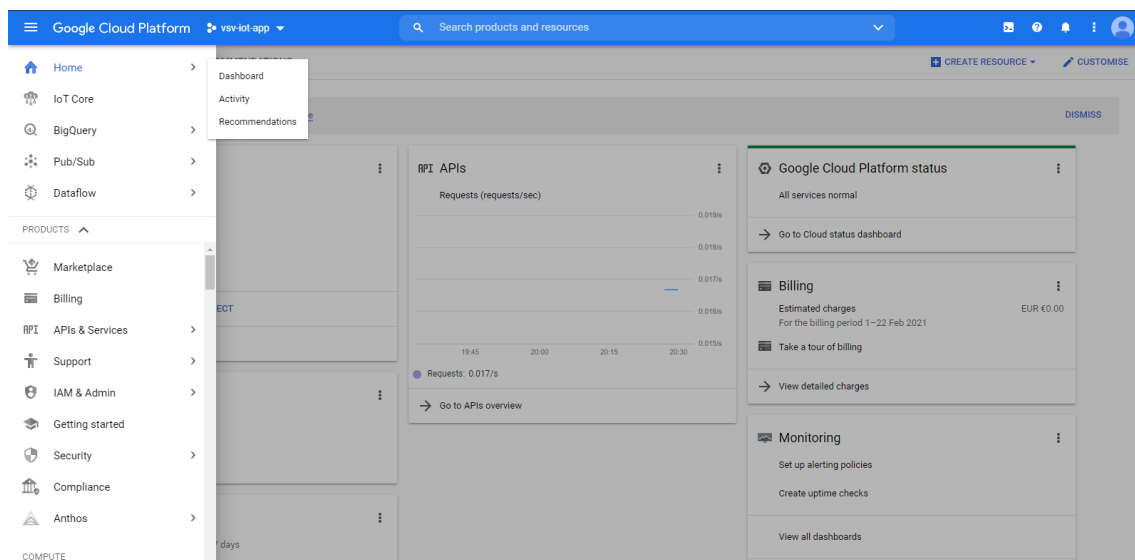 Google Cloud Platform vsv-iot-app Search products and resources
Home
IoT Core
BigQuery
Pub/Sub
Dataflow
PRODUCTS
Marketplace
Billing
API APIs & Services
Support
IAM & Admin
Getting started
Security
Compliance
Anthos
COMPUTE
Dashboard
Activity
Recommendations
CREATE RESOURCE
CUSTOMISE
DISMISS
ECT
7 days
API APIs
Requests (requests/sec)
0.019/s
0.018/s
0.017/s
0.016/s
0.015/s
19:45 20:00 20:15 20:30
Requests: 0.017/s
Go to APIs overview
Google Cloud Platform status
All services normal
Go to Cloud status dashboard
Billing
Estimated charges EUR €0.00
For the billing period 1–22 Feb 2021
Take a tour of billing
View detailed charges
Monitoring
Set up alerting policies
Create uptime checks
View all dashboards